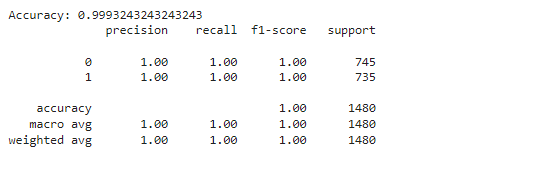 Accuracy: 0.9993243243243243
precision recall f1-score support
0 1.00 1.00 1.00 745
1 1.00 1.00 1.00 735
accuracy 1.00 1480
macro avg 1.00 1.00 1.00 1480
weighted avg 1.00 1.00 1.00 1480